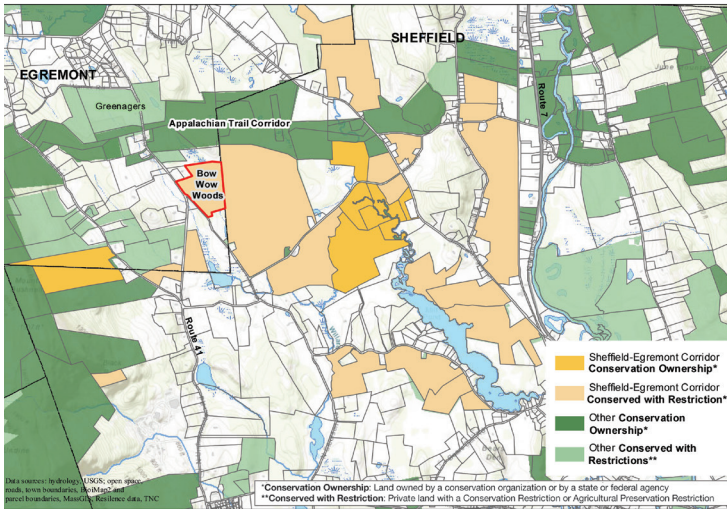 SHEFFIELD
EGREMONT
Greenagers
Route 7
Appalachian Trail Corridor
Bow
Wow
Woods
Route 41
Sheffield-Egremont Corridor
Conservation Ownership*
Sheffield-Egremont Corridor
Conserved with Restriction*
Other Conservation
Ownership*
Other Conserved with
Restrictions**
Data sources: hydrology, USGS; open space,
roads, town boundaries, BioMap2 and
parcel boundaries, MassGIS; Resilence data, TNC
*Conservation Ownership: Land owned by a conservation organization or by a state or federal agency
**Conserved with Restriction: Private land with a Conservation Restriction or Agricultural Preservation Restriction